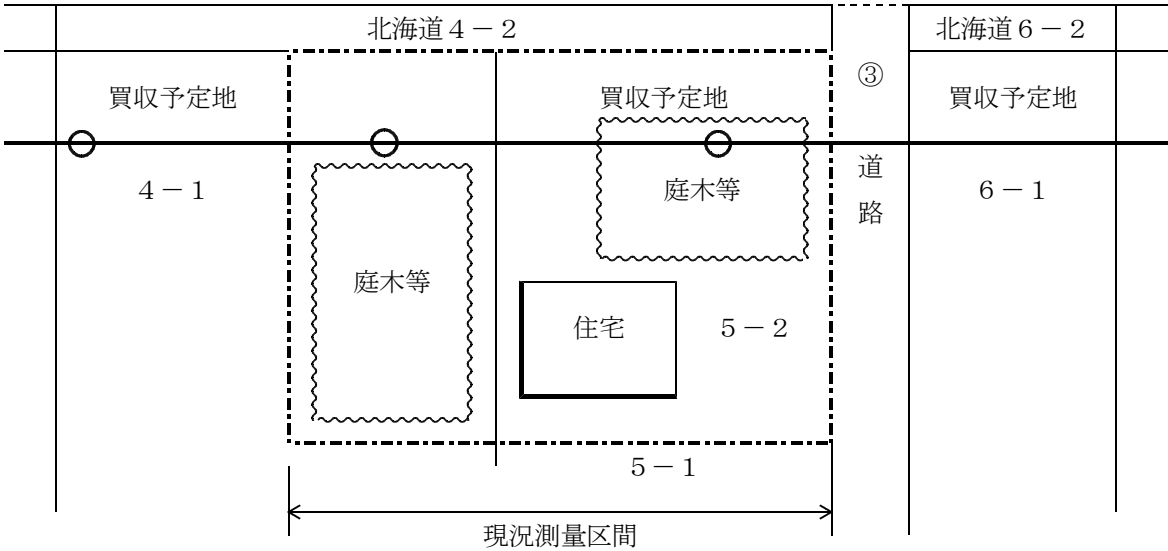 北海道４－２
北海道６－２
買収予定地
買収予定地
③
買収予定地
４－１
庭木等
道
路
６－１
庭木等
住宅
５－２
５－１
現況測量区間